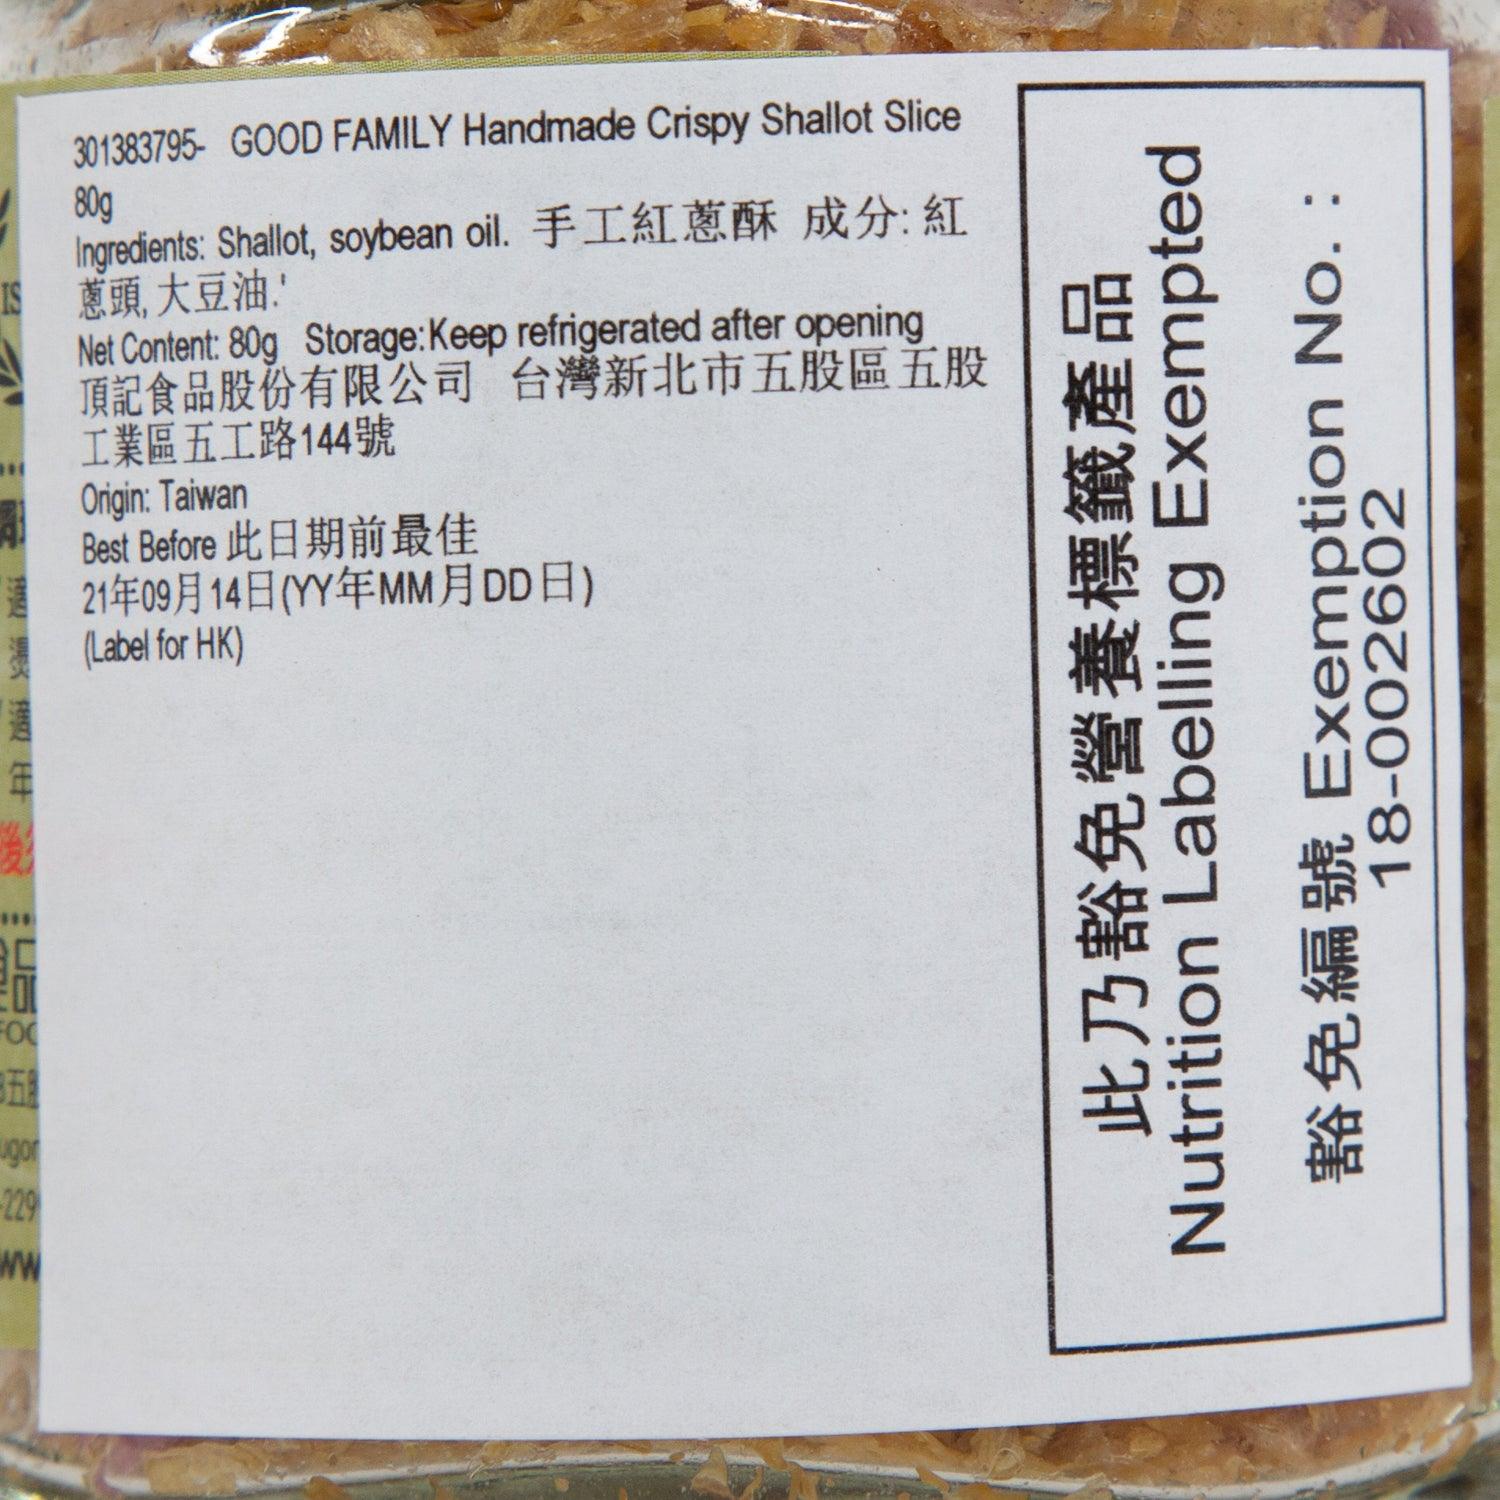 301383795- GOOD FAMILY Handmade Crispy Shallot Slice
80g
Ingredients: Shallot, soybean oil. 手工紅蔥酥 成分: 紅
蔥頭, 大豆油.'
Net Content: 80g Storage:Keep refrigerated after opening
頂記食品股份有限公司 台灣新北市五股區五股
工業區五工路144號
Origin: Taiwan
Best Before 此日期前最佳
21年09月14日(YY年MM月DD日)
(Label for HK)
此乃豁免營養標籤產品
Nutrition Labelling Exempted
豁免編號 Exemption No. :
18-002602